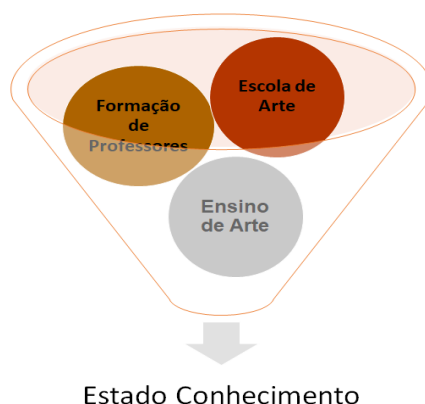 Escola de
Arte
Formação
de
Professores
Ensino
de Arte
Estado Conhecimento